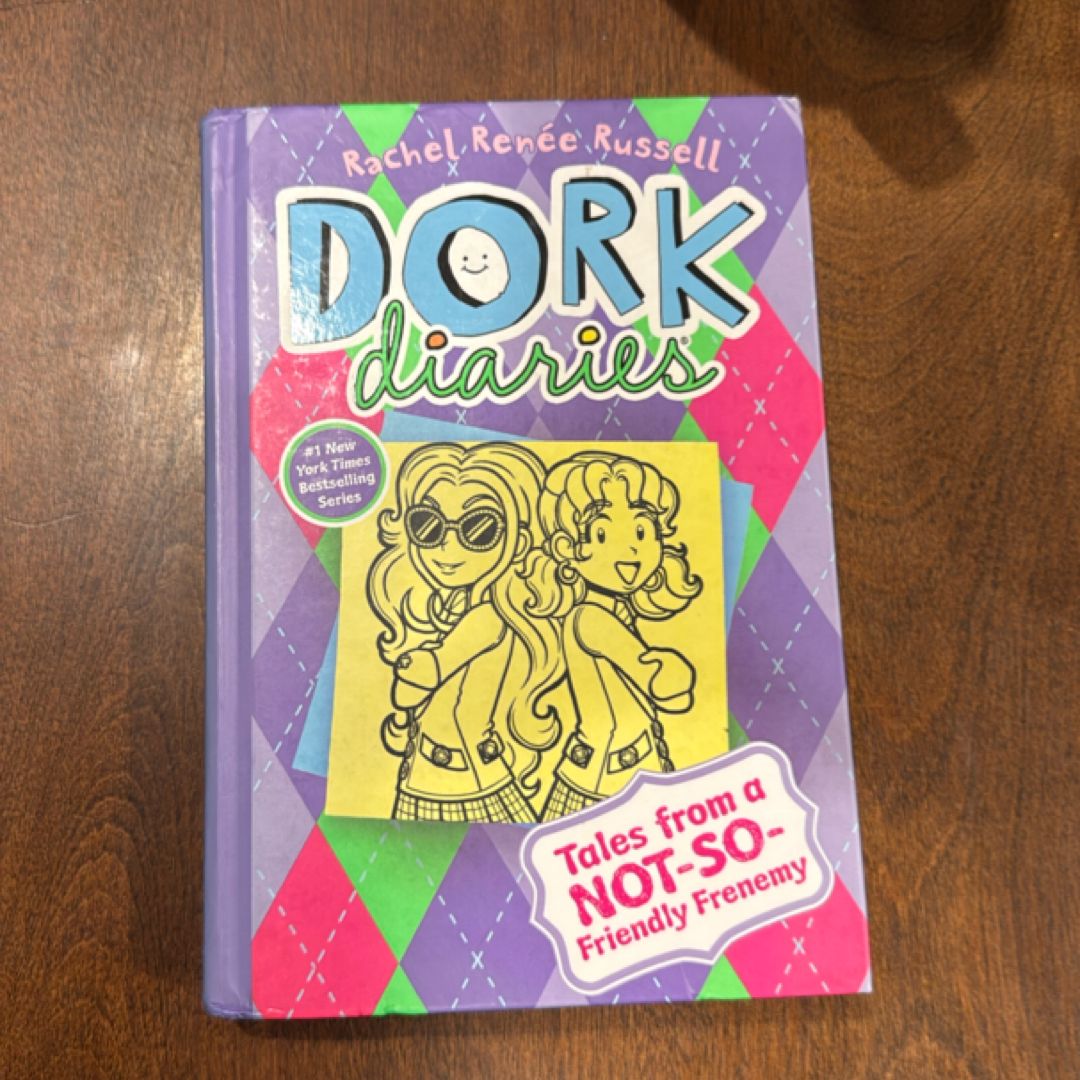 Rachel Renée Russell
DORK
diaries®
#1 New
York Times
Bestselling
Series
Tales from a
NOT-SO-
Friendly Frenemy